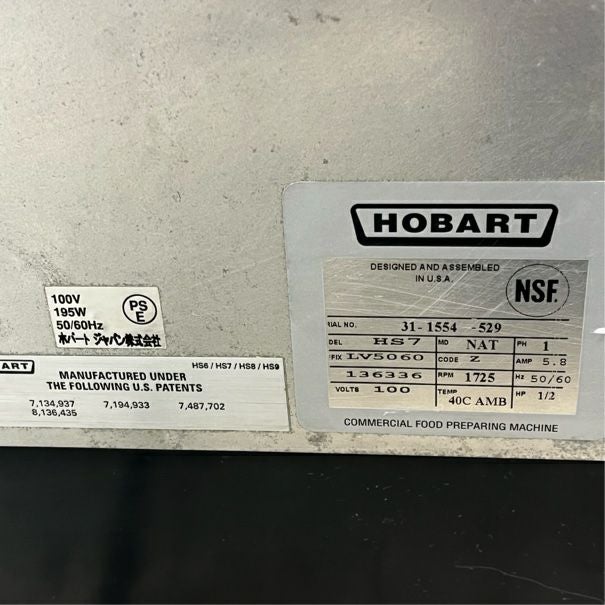 HOBART
DESIGNED AND ASSEMBLED
IN U.S.A.
NSF.
RIAL NO. 31-1554 -529
DEL HS7 MD NAT PH 1
FIX LV5060 CODE Z AMP 5.8
136336 RPM 1725 Hz 50/60
VOLTS 100 TEMP 40C AMB HP 1/2
COMMERCIAL FOOD PREPARING MACHINE
100V
195W
50/60Hz
ホバート ジャパン株式会社
PS
E
ART
HS6 / HS7 / HS8 / HS9
MANUFACTURED UNDER
THE FOLLOWING U.S. PATENTS
7,134,937 7,194,933 7,487,702
8,136,435